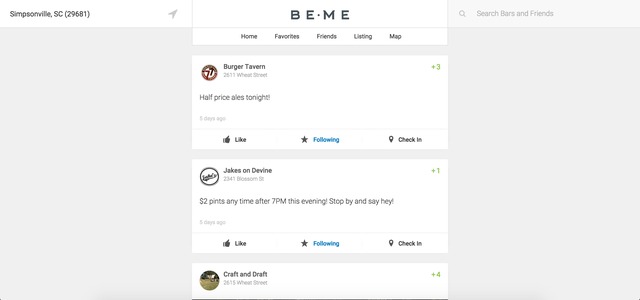 Simpsonville, SC (29681)
BE·ME
Search Bars and Friends
Home Favorites Friends Listing Map
Burger Tavern
+3
2611 Wheat Street
Half price ales tonight!
5 days ago
Like Following Check In
Jakes on Devine
+1
2341 Blossom St
$2 pints any time after 7PM this evening! Stop by and say hey!
5 days ago
Like Following Check In
Craft and Draft
+4
2615 Wheat Street